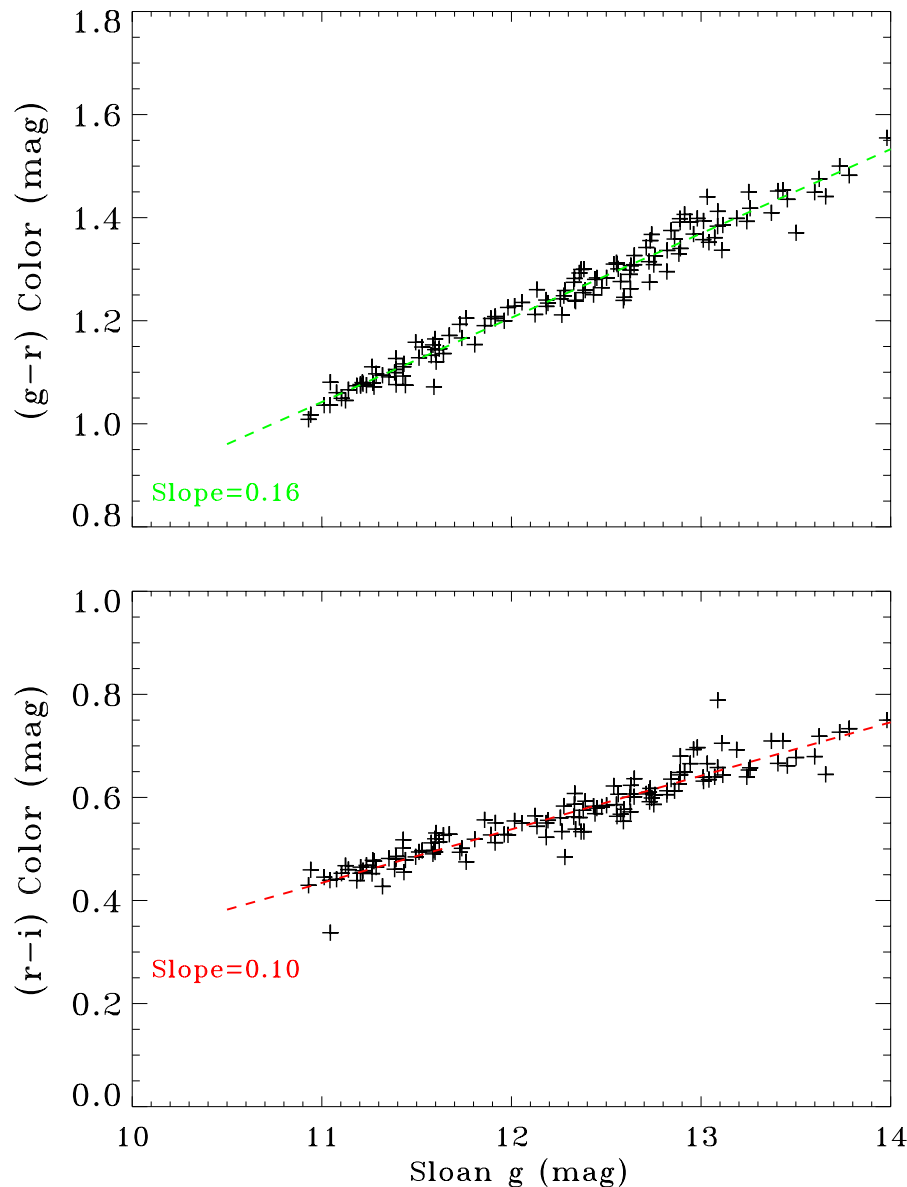 1.8
1.6
1.4
1.2
1.0
0.8
(g−r) Color (mag)
Slope=0.16
1.0
0.8
0.6
0.4
0.2
0.0
(r−i) Color (mag)
Slope=0.10
10 11 12 13 14
Sloan g (mag)